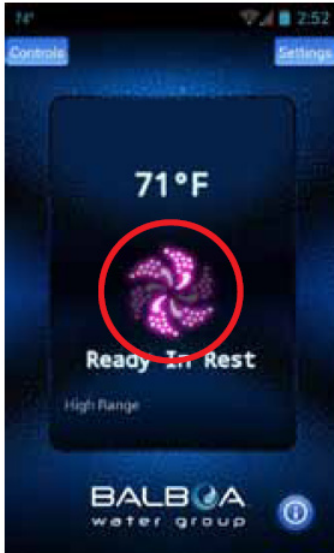 74° 2:52
Controls Settings
71°F
Ready In Rest
High Range
BALBOA
water group